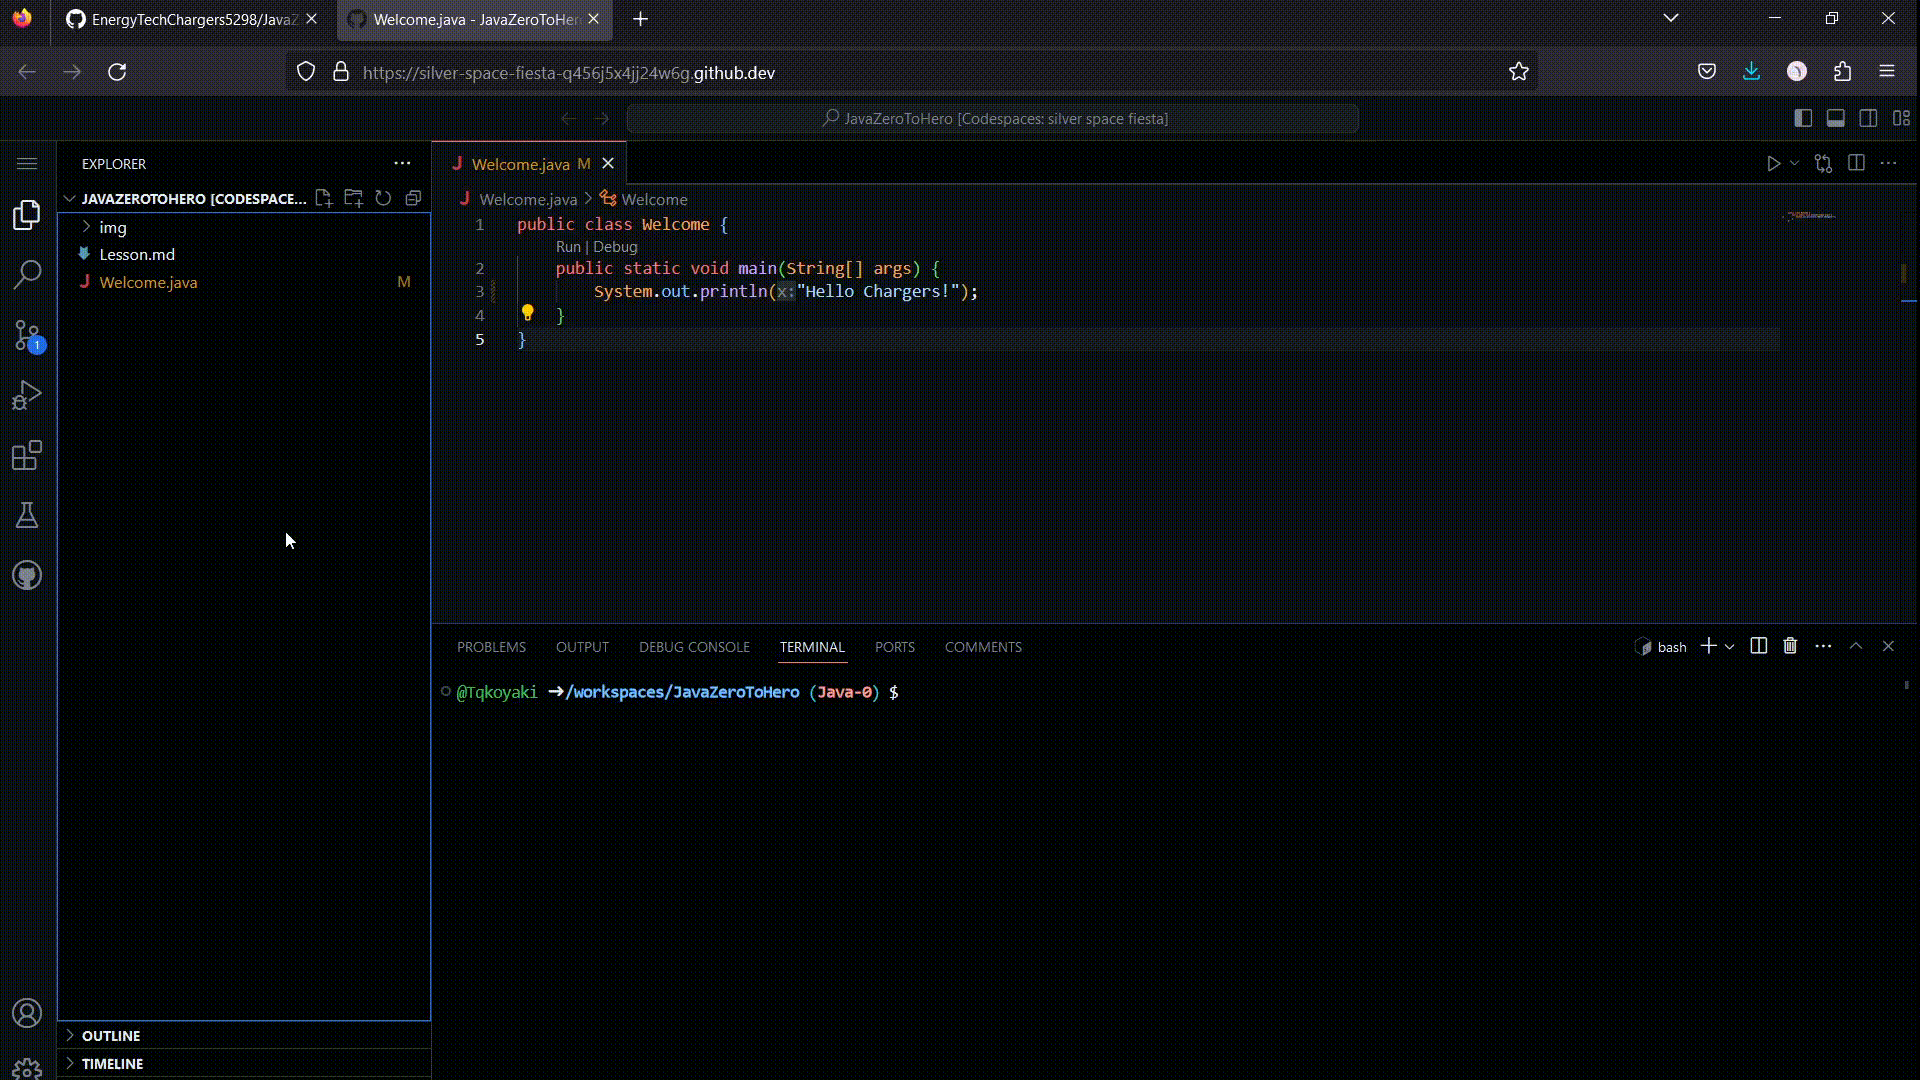 EnergyTechChargers5298/JavaZ
Welcome.java - JavaZeroToHer
https://silver-space-fiesta-q456j5x4jj24w6g.github.dev
JavaZeroToHero [Codespaces: silver space fiesta]
EXPLORER
JAVAZEROTOHERO [CODESPACE...
img
Lesson.md
J Welcome.java M
1
J Welcome.java M
J Welcome.java > Welcome
1 public class Welcome {
Run | Debug
2 public static void main(String[] args) {
3 System.out.println(x:"Hello Chargers!");
4 }
5 }
PROBLEMS OUTPUT DEBUG CONSOLE TERMINAL PORTS COMMENTS
bash
@Tqkoyaki →/workspaces/JavaZeroToHero (Java-0) $
OUTLINE
TIMELINE